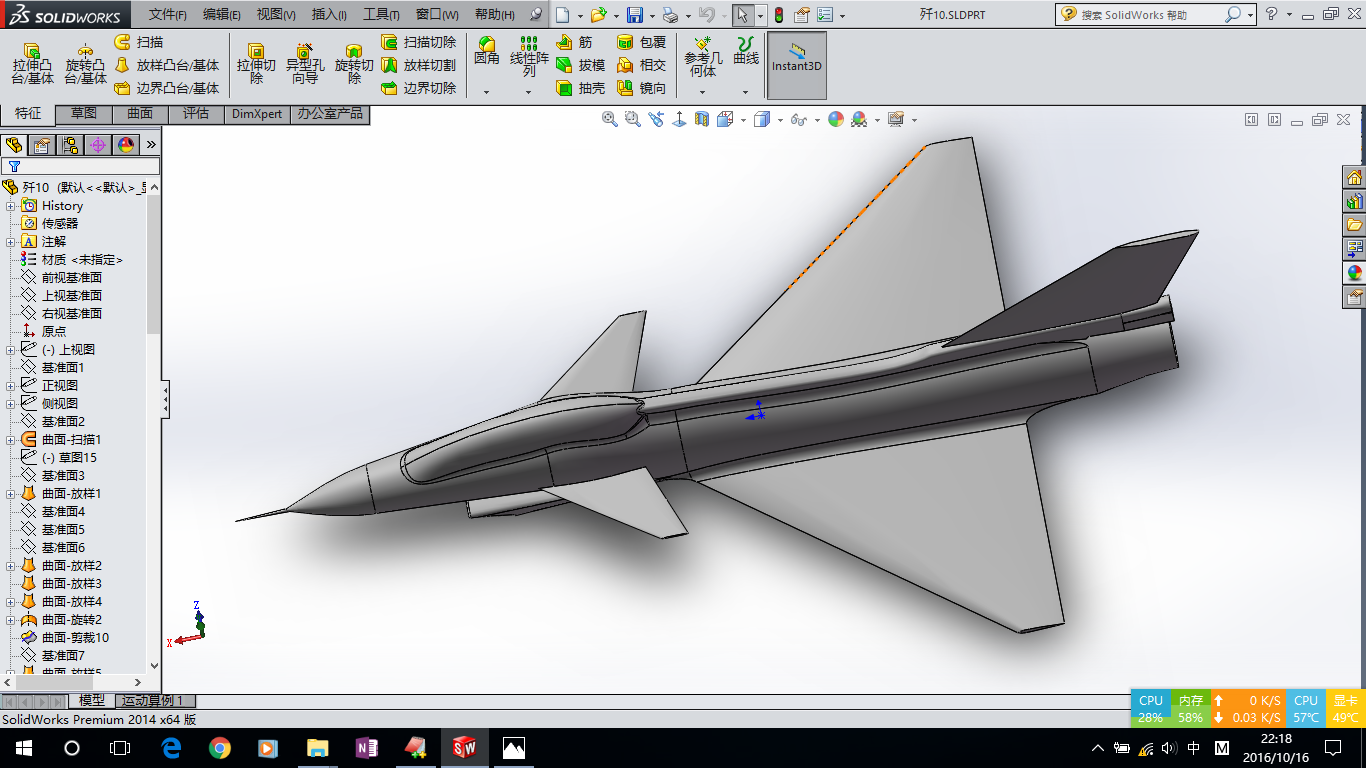 SOLIDWORKS 文件(F) 编辑(E) 视图(V) 插入(I) 工具(T) 窗口(W) 帮助(H) 歼10.SLDPRT 搜索 SolidWorks 帮助
拉伸凸台/基体
旋转凸台/基体
扫描
放样凸台/基体
边界凸台/基体
拉伸切除
异型孔向导
旋转切除
扫描切除
放样切割
边界切除
圆角
线性阵列
筋
拔模
抽壳
包覆
相交
镜向
参考几何体
曲线
Instant3D
特征 草图 曲面 评估 DimXpert 办公室产品
歼10 (默认<<默认>_显
History
传感器
A 注解
材质 <未指定>
前视基准面
上视基准面
右视基准面
原点
(-) 上视图
基准面1
正视图
侧视图
基准面2
曲面-扫描1
(-) 草图15
基准面3
曲面-放样1
基准面4
基准面5
基准面6
曲面-放样2
曲面-放样3
曲面-放样4
曲面-旋转2
曲面-剪裁10
基准面7
曲面-放样5
Z
X
模型 运动算例 1
SolidWorks Premium 2014 x64 版
CPU 内存 0 K/S CPU 显卡
28% 58% 0.03 K/S 57℃ 49℃
中 M
22:18
2016/10/16